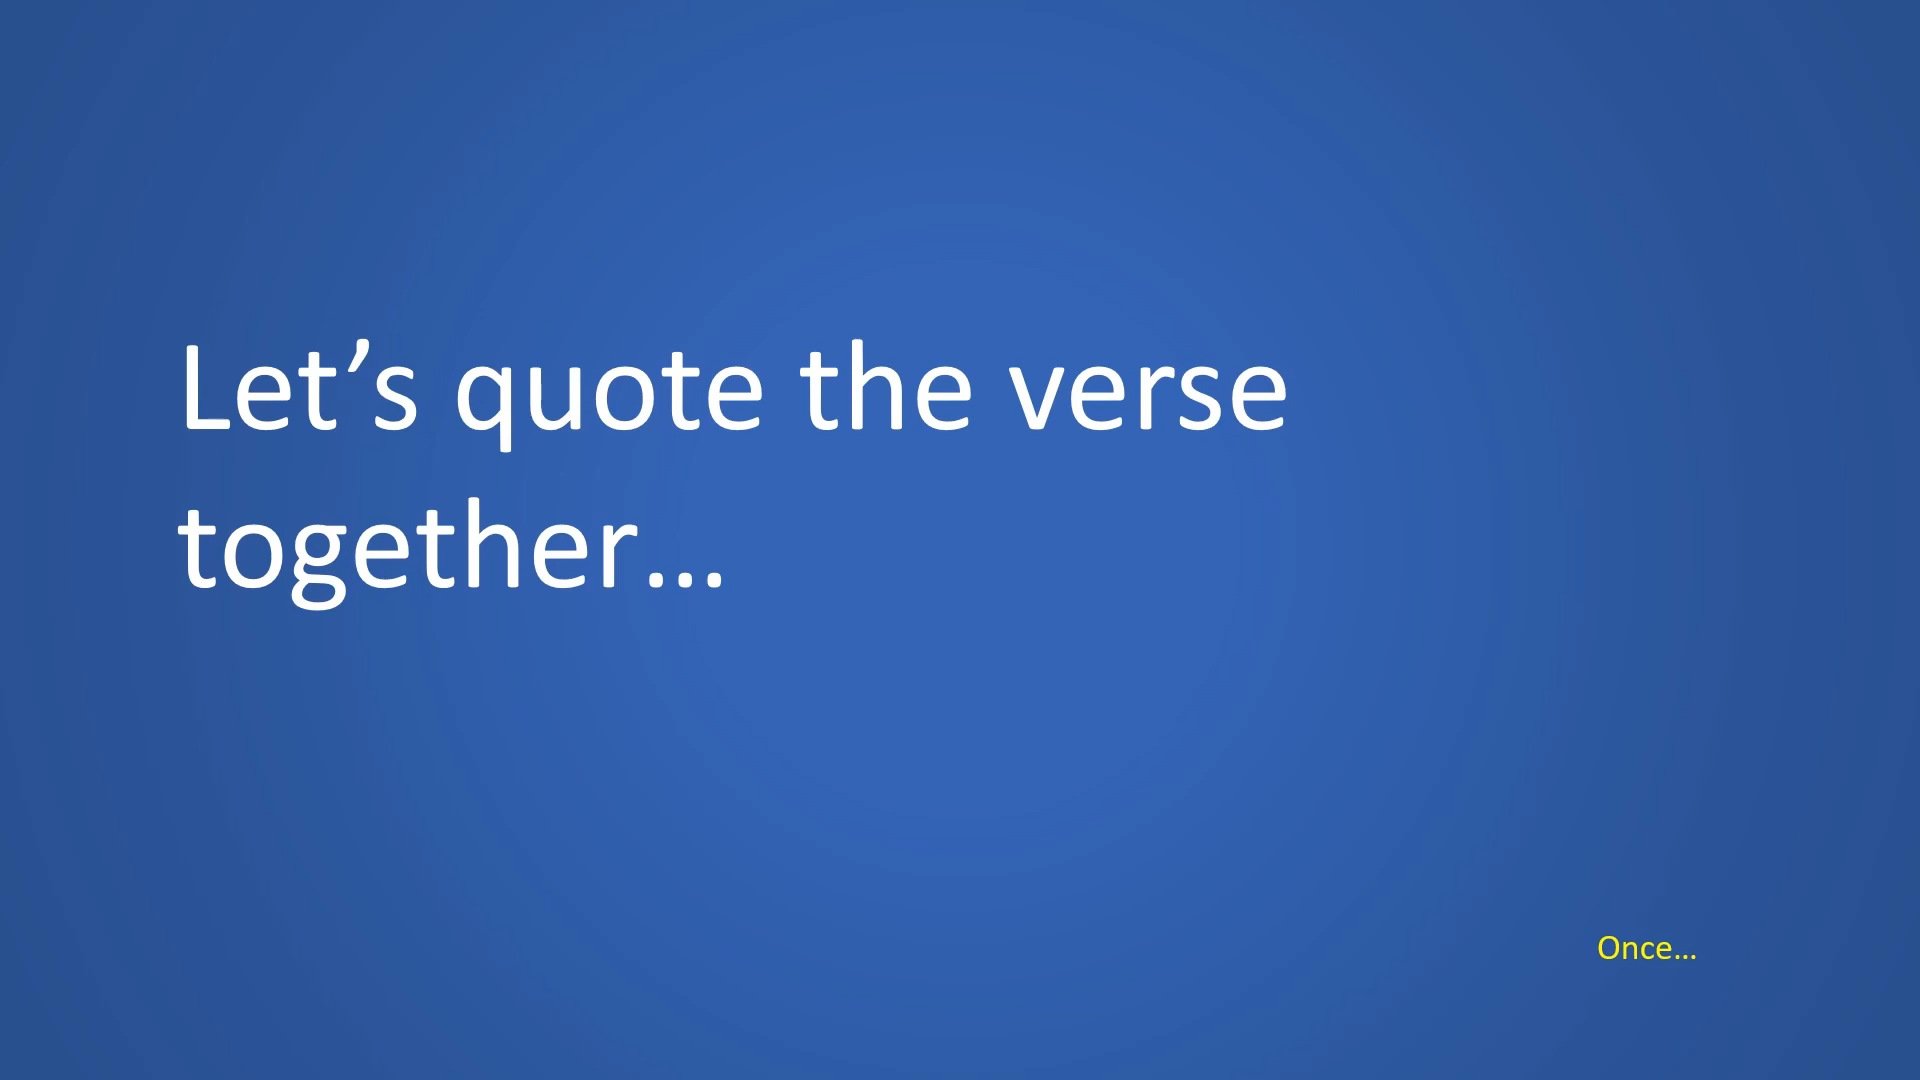 Let’s quote the verse
together…
Once…